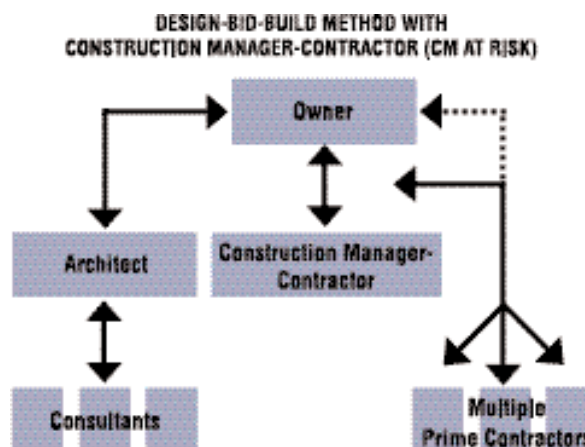 DESIGN-BID-BUILD METHOD WITH
CONSTRUCTION MANAGER-CONTRACTOR (CM AT RISK)
Owner
Architect
Construction Manager-
Contractor
Consultants
Multiple
Prime Contractor